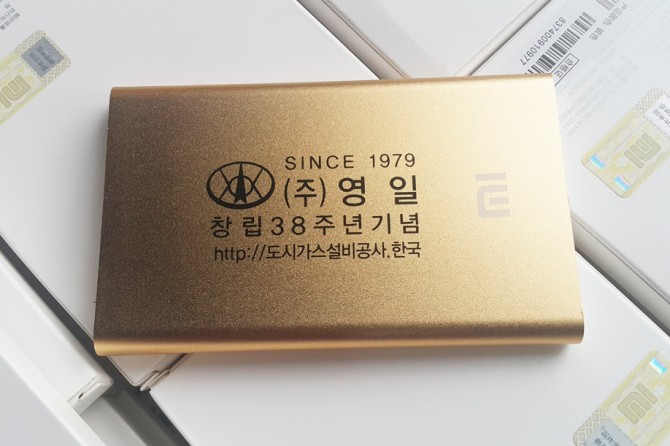 SINCE 1979
(주)영일
창립38주년기념
http://도시가스설비공사.한국
837400910977